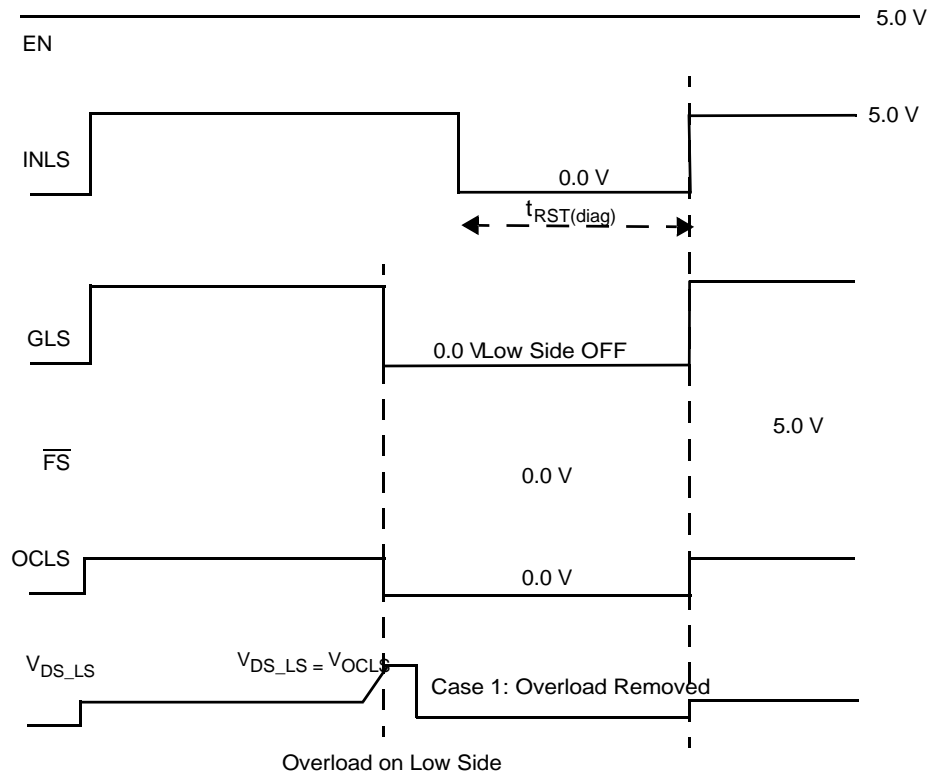 5.0 V
EN
5.0 V
INLS
0.0 V
tRST(diag)
GLS
0.0 V Low Side OFF
5.0 V
FS
0.0 V
OCLS
0.0 V
VDS_LS
VDS_LS = VOCLS
Case 1: Overload Removed
Overload on Low Side